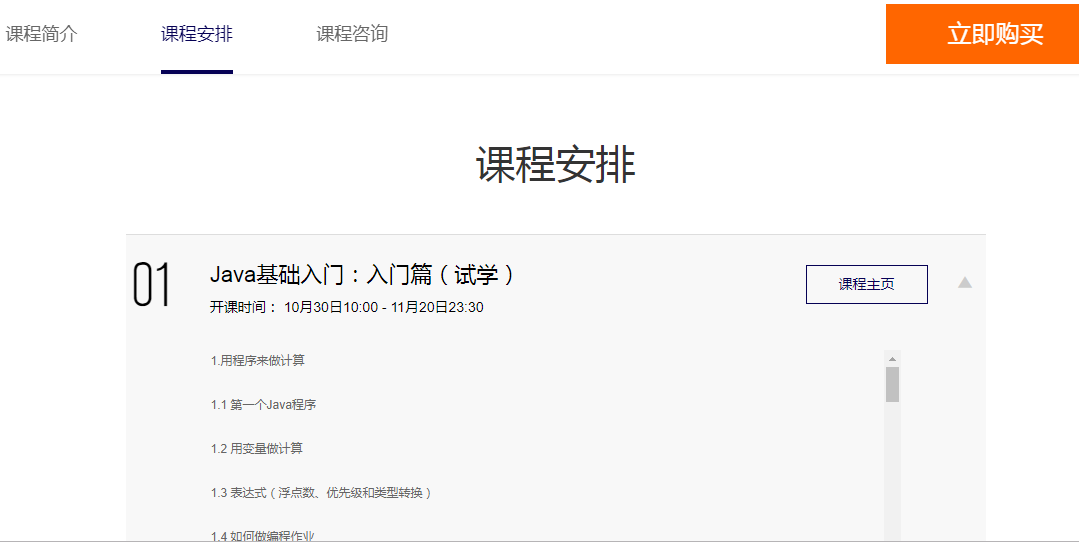 课程简介 课程安排 课程咨询 立即购买
课程安排
01 Java基础入门：入门篇（试学） 课程主页
开课时间： 10月30日10:00 - 11月20日23:30
1.用程序来做计算
1.1 第一个Java程序
1.2 用变量做计算
1.3 表达式（浮点数、优先级和类型转换）
1.4 如何做编程作业